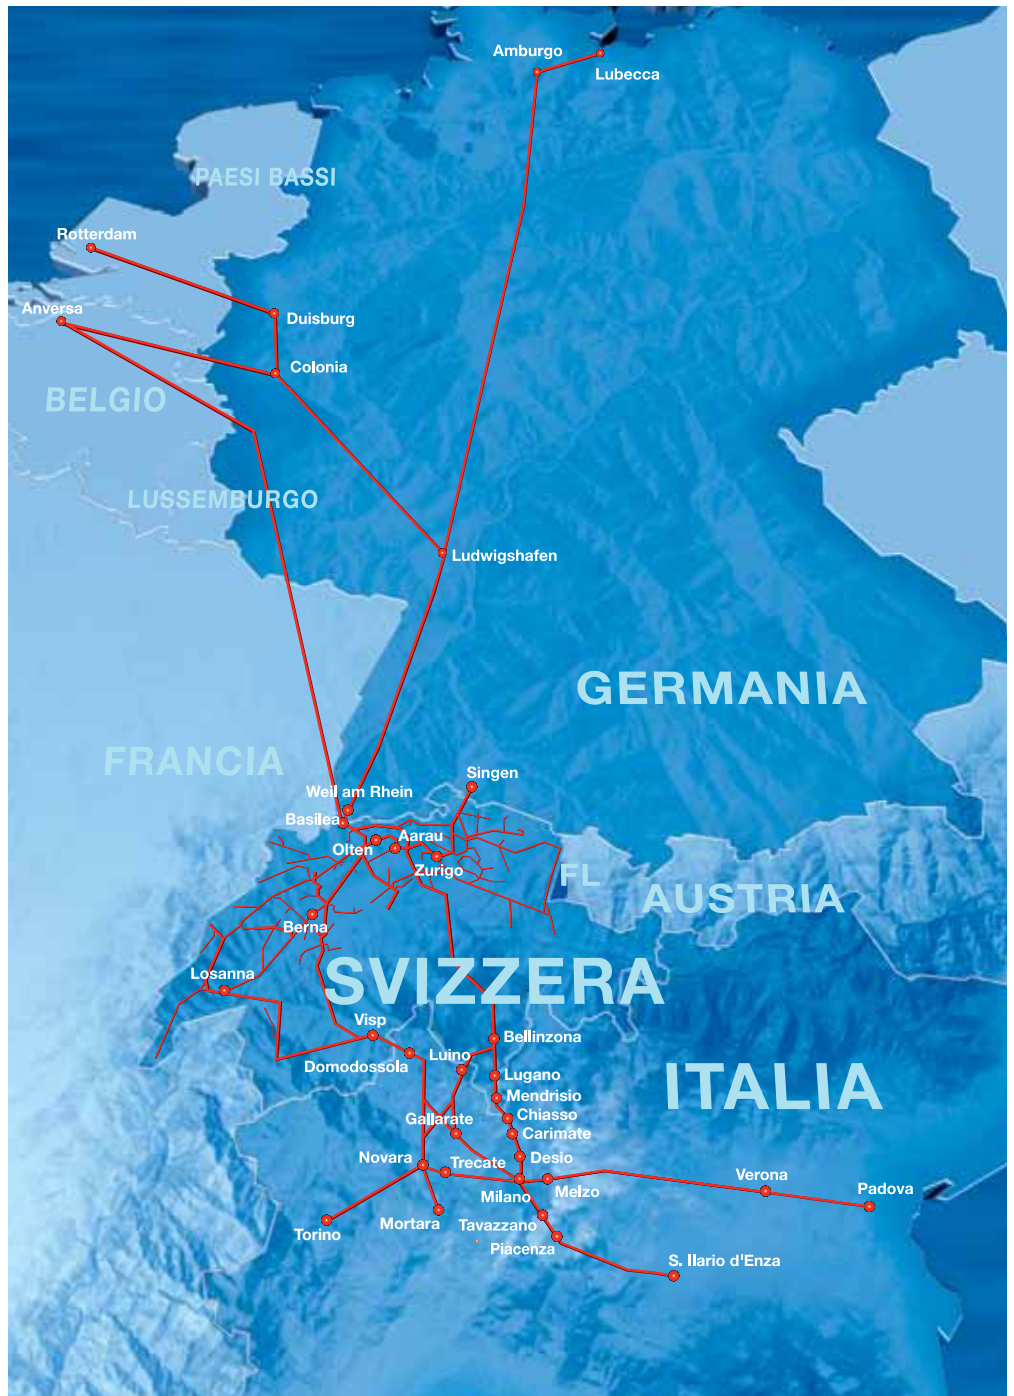 Amburgo
Lubecca
PAESI BASSI
Rotterdam
Anversa
Duisburg
Colonia
BELGIO
LUSSEMBURGO
Ludwigshafen
GERMANIA
FRANCIA
Singen
Weil am Rhein
Basilea
Aarau
Olten
Zurigo
FL
AUSTRIA
Berna
Losanna
SVIZZERA
Visp
Bellinzona
Luino
Domodossola
Lugano
ITALIA
Mendrisio
Chiasso
Gallarate
Carimate
Novara
Trecate
Desio
Verona
Padova
Milano
Melzo
Mortara
Tavazzano
Torino
Piacenza
S. Ilario d'Enza